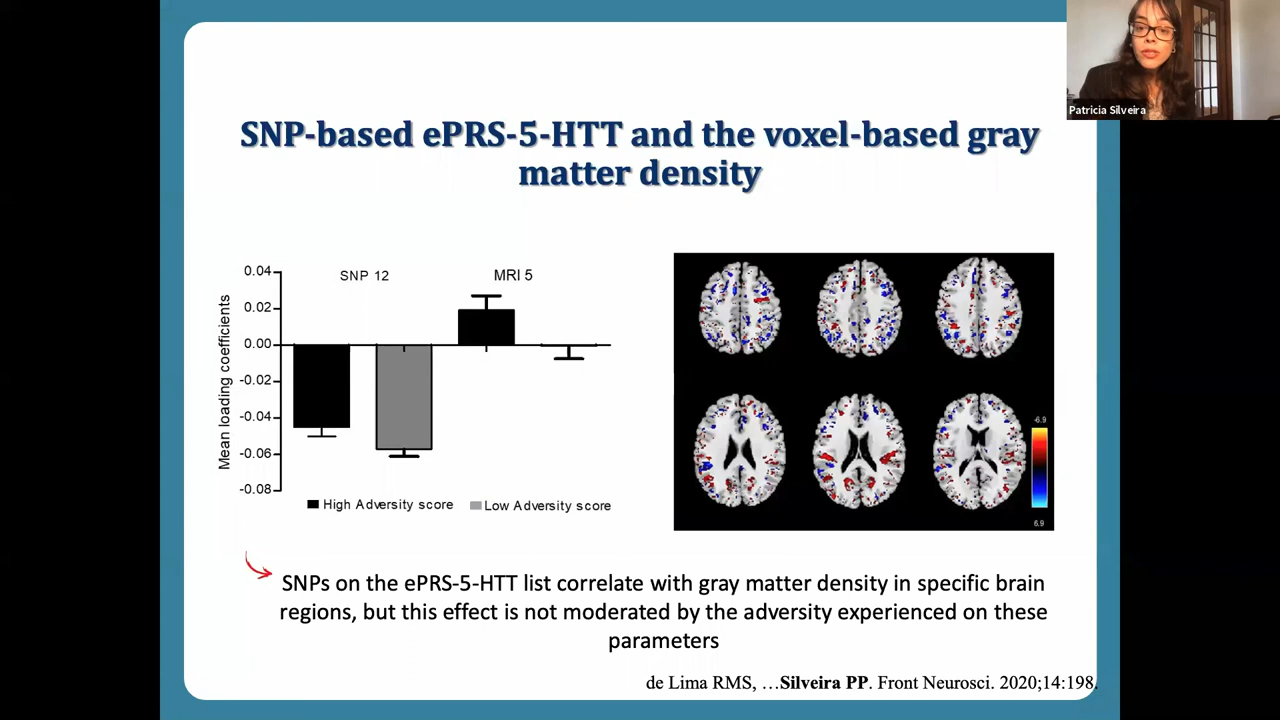 Patricia Silveira
SNP-based ePRS-5-HTT and the voxel-based gray
matter density
SNP 12
MRI 5
0.04
0.02
0.00
-0.02
-0.04
-0.06
-0.08
Mean loading coefficients
High Adversity score
Low Adversity score
-6.9
6.9
SNPs on the ePRS-5-HTT list correlate with gray matter density in specific brain
regions, but this effect is not moderated by the adversity experienced on these
parameters
de Lima RMS, …Silveira PP. Front Neurosci. 2020;14:198.